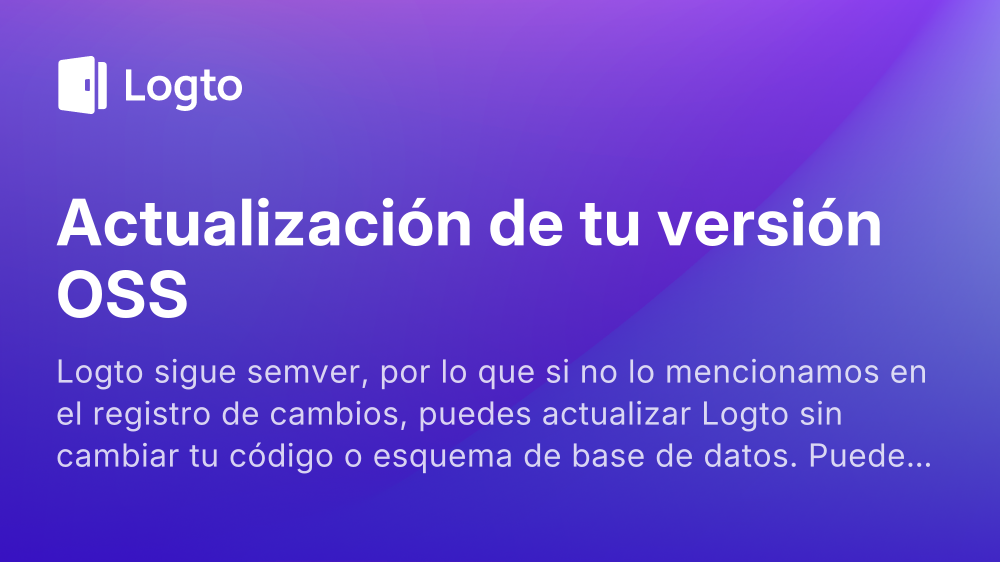 Logto
Actualización de tu versión
OSS
Logto sigue semver, por lo que si no lo mencionamos en
el registro de cambios, puedes actualizar Logto sin
cambiar tu código o esquema de base de datos. Puede...